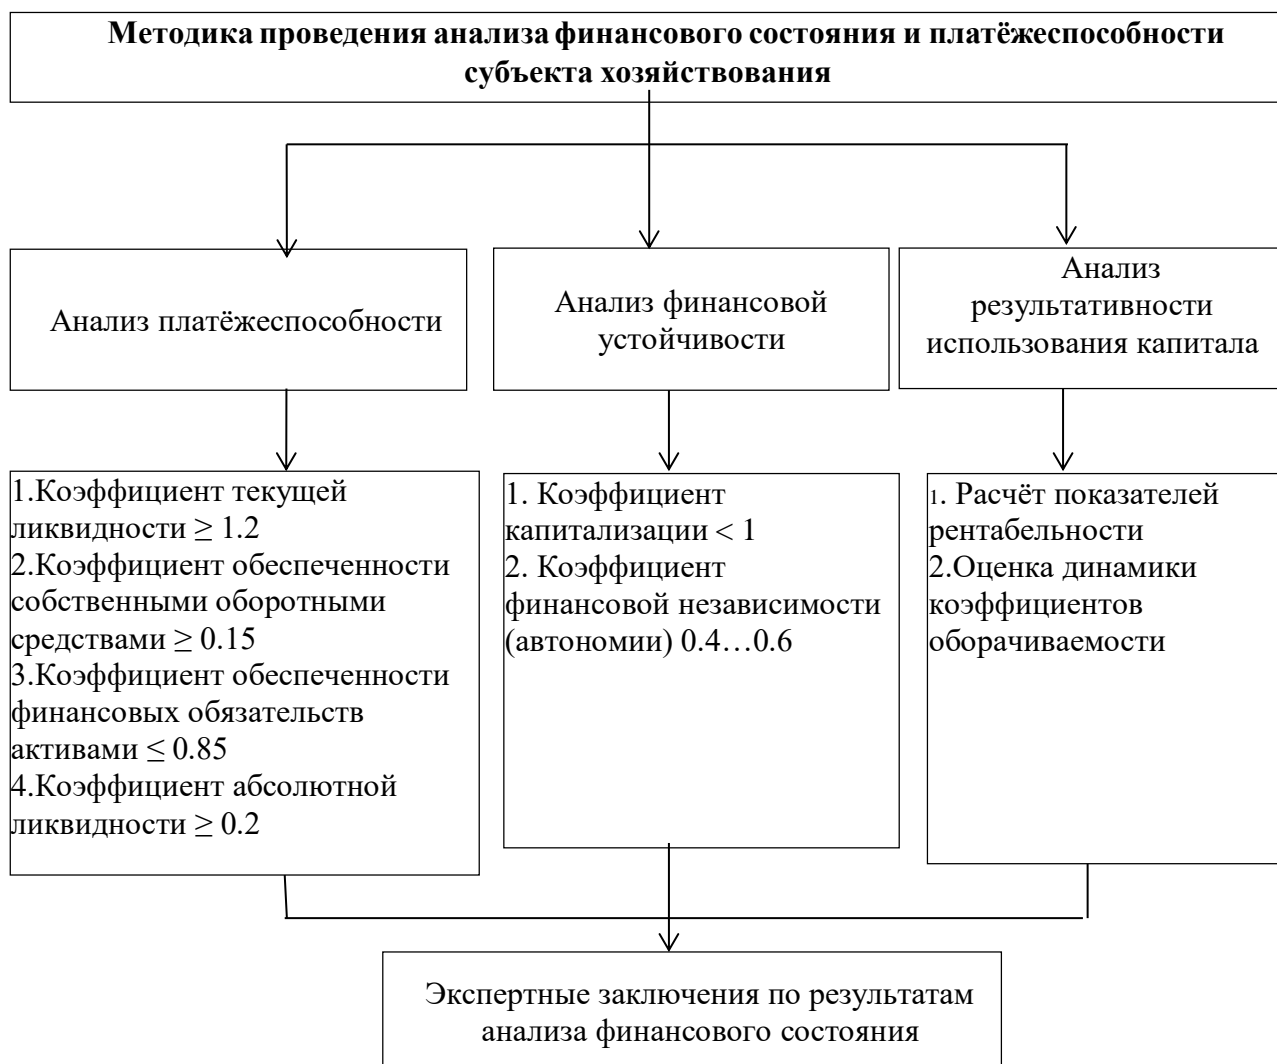 Методика проведения анализа финансового состояния и платёжеспособности
субъекта хозяйствования
Анализ платёжеспособности
Анализ финансовой
устойчивости
Анализ
результативности
использования капитала
1.Коэффициент текущей
ликвидности ≥ 1.2
2.Коэффициент обеспеченности
собственными оборотными
средствами ≥ 0.15
3.Коэффициент обеспеченности
финансовых обязательств
активами ≤ 0.85
4.Коэффициент абсолютной
ликвидности ≥ 0.2
1. Коэффициент
капитализации < 1
2. Коэффициент
финансовой независимости
(автономии) 0.4…0.6
1. Расчёт показателей
рентабельности
2.Оценка динамики
коэффициентов
оборачиваемости
Экспертные заключения по результатам
анализа финансового состояния